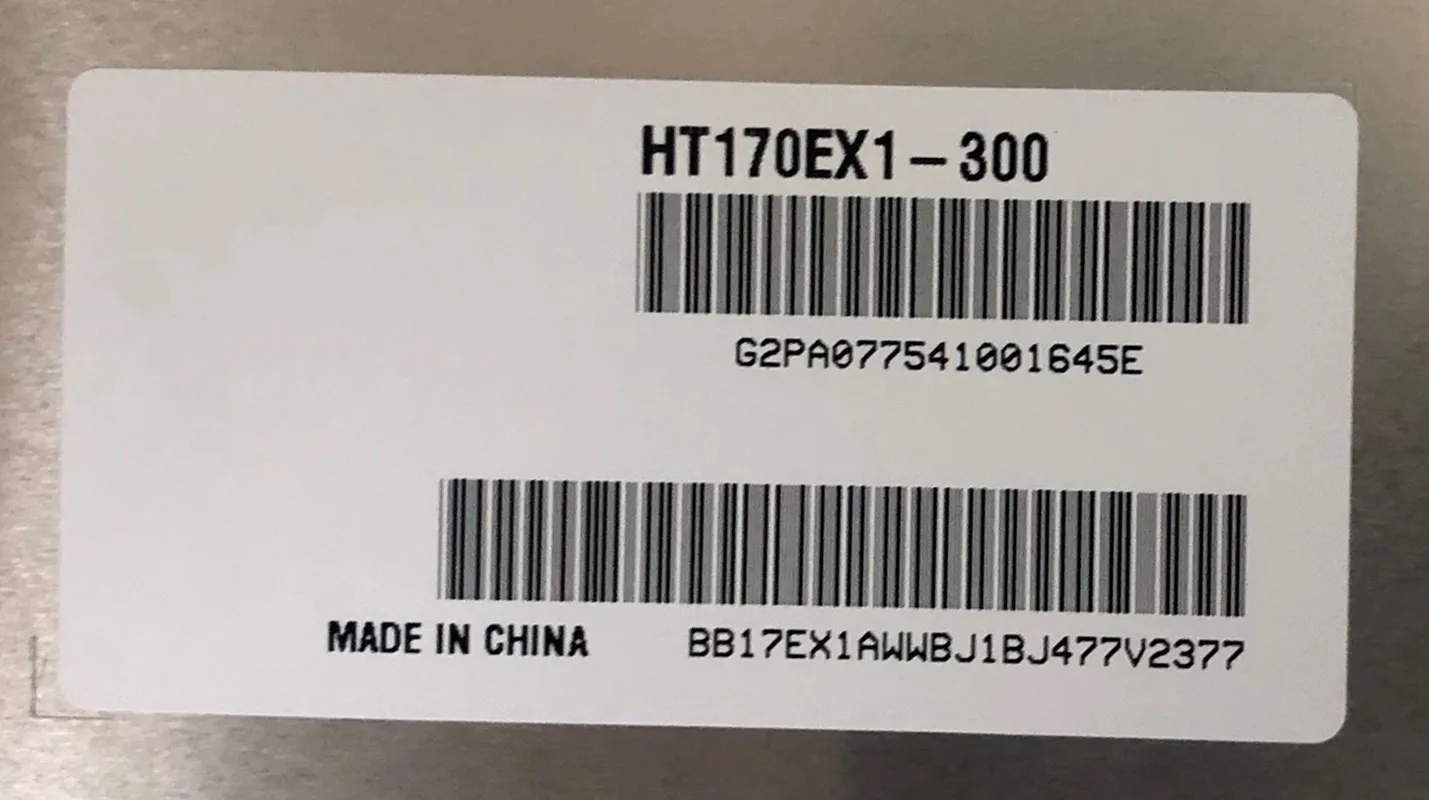 HT170EX1-300
G2PA077541001645E
MADE IN CHINA BB17EX1AWWBJ1BJ477V2377